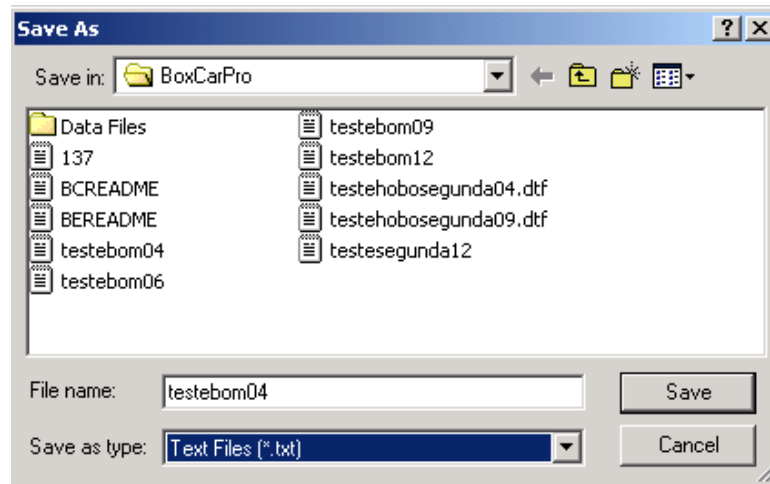 Save As
Save in: BoxCarPro
Data Files
137
BCREADME
BEREADME
testebom04
testebom06
testebom09
testebom12
testehobosegunda04.dtf
testehobosegunda09.dtf
testesegunda12
File name: testebom04 Save
Save as type: Text Files (*.txt) Cancel